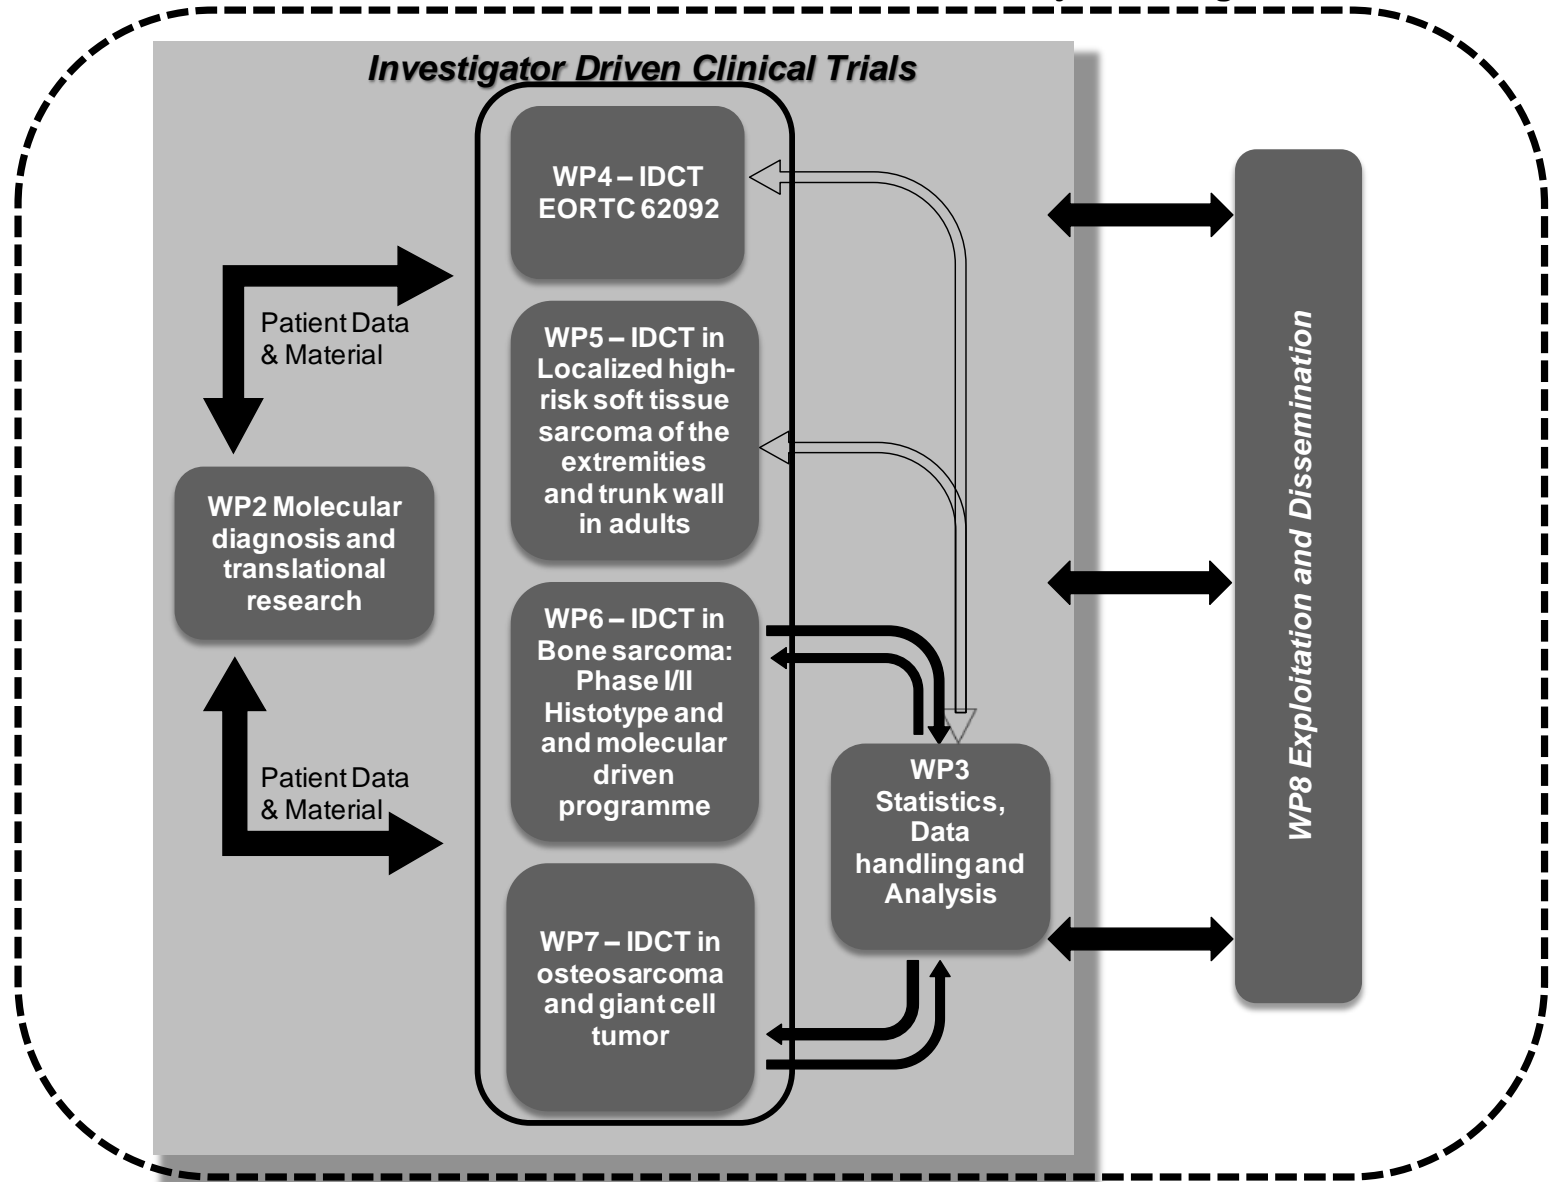 Investigator Driven Clinical Trials
WP4 – IDCT
EORTC 62092
Patient Data
& Material
WP5 – IDCT in
Localized high-
risk soft tissue
sarcoma of the
extremities
and trunk wall
in adults
WP2 Molecular
diagnosis and
translational
research
WP6 – IDCT in
Bone sarcoma:
Phase I/II
Histotype and
and molecular
driven
programme
Patient Data
& Material
WP3
Statistics,
Data
handling and
Analysis
WP7 – IDCT in
osteosarcoma
and giant cell
tumor
WP8 Exploitation and Dissemination